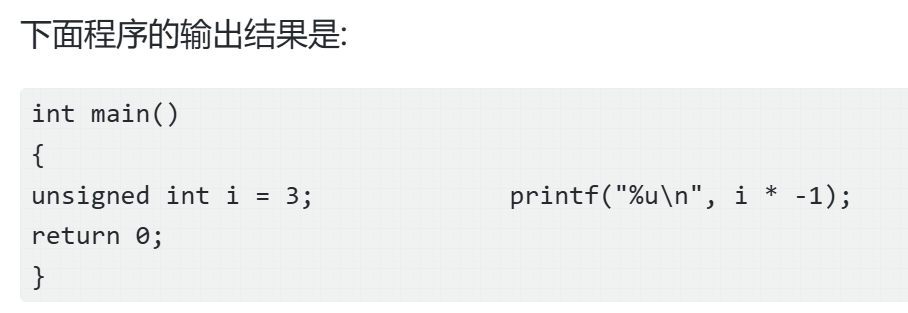 下面程序的输出结果是:
int main()
{
unsigned int i = 3;             printf("%u\n", i * -1);
return 0;
}